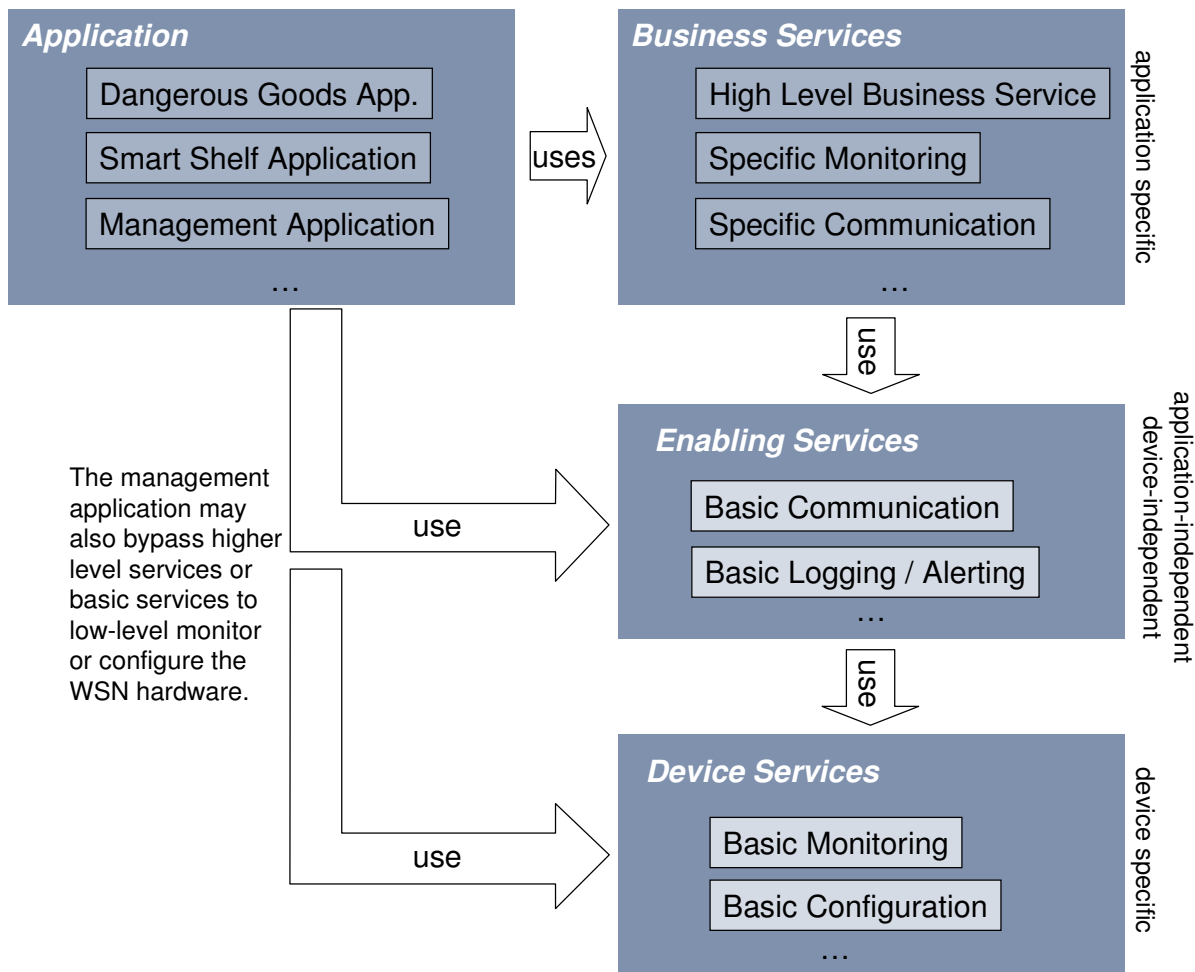 Application
Dangerous Goods App.
Smart Shelf Application
Management Application
...
uses
Business Services
High Level Business Service
Specific Monitoring
Specific Communication
...
application specific
use
The management
application may
also bypass higher
level services or
basic services to
low-level monitor
or configure the
WSN hardware.
use
Enabling Services
Basic Communication
Basic Logging / Alerting
...
application-independent
device-independent
use
use
Device Services
Basic Monitoring
Basic Configuration
...
device specific